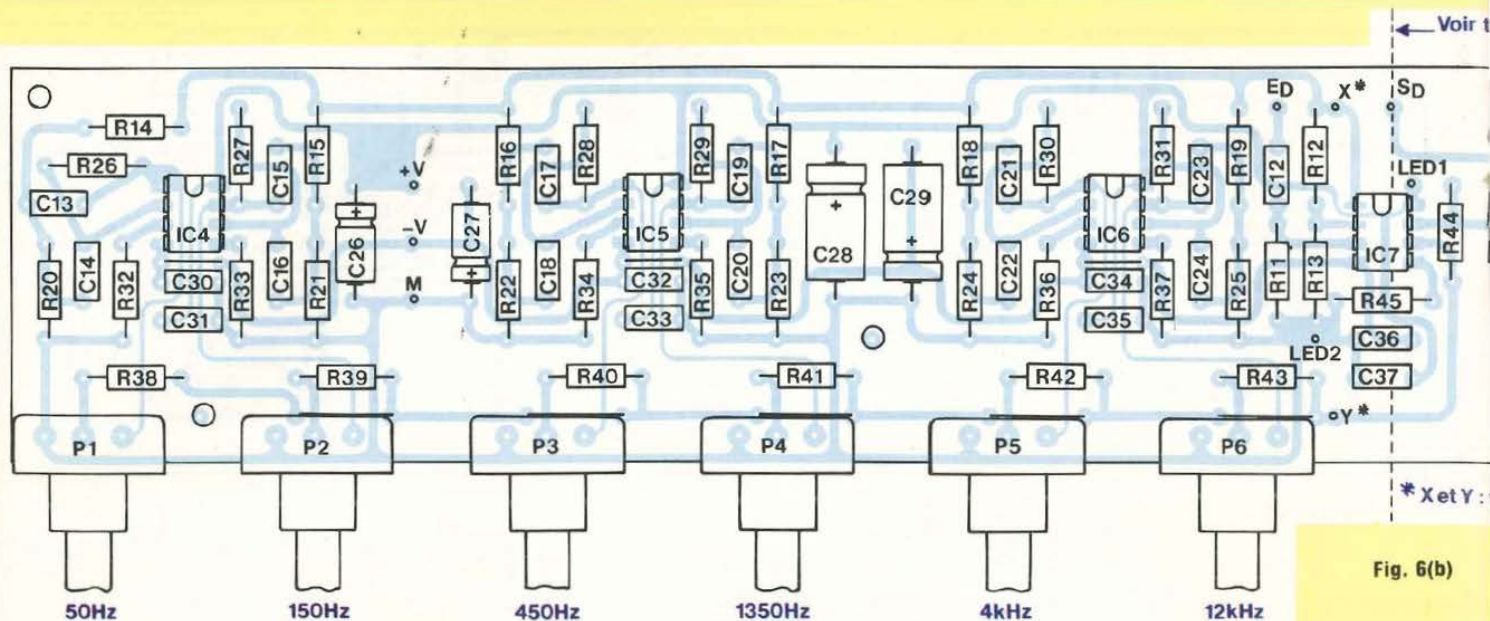 Voir t
ED X* SD
R14
R27 C15 R15
R16 C17 R28
R29 C19 R17
R18 C21 R30
R31 C23 R19 C12 R12
R26
+V
LED1
C13
IC4
C26
-V
C27
IC5
C28
C29
IC6
IC7
R44
R20 C14 R32
C30
R33 C16 R21
M
R22 C18 R34
C32
R35 C20 R23
R24 C22 R36
C34
R37 C24 R25 R11 R13
R45
C31
C33
C35
LED2
C36
R38
R39
R40
R41
R42
R43
C37
Y*
P1
P2
P3
P4
P5
P6
* X et Y :
Fig. 6(b)
50Hz
150Hz
450Hz
1350Hz
4kHz
12kHz